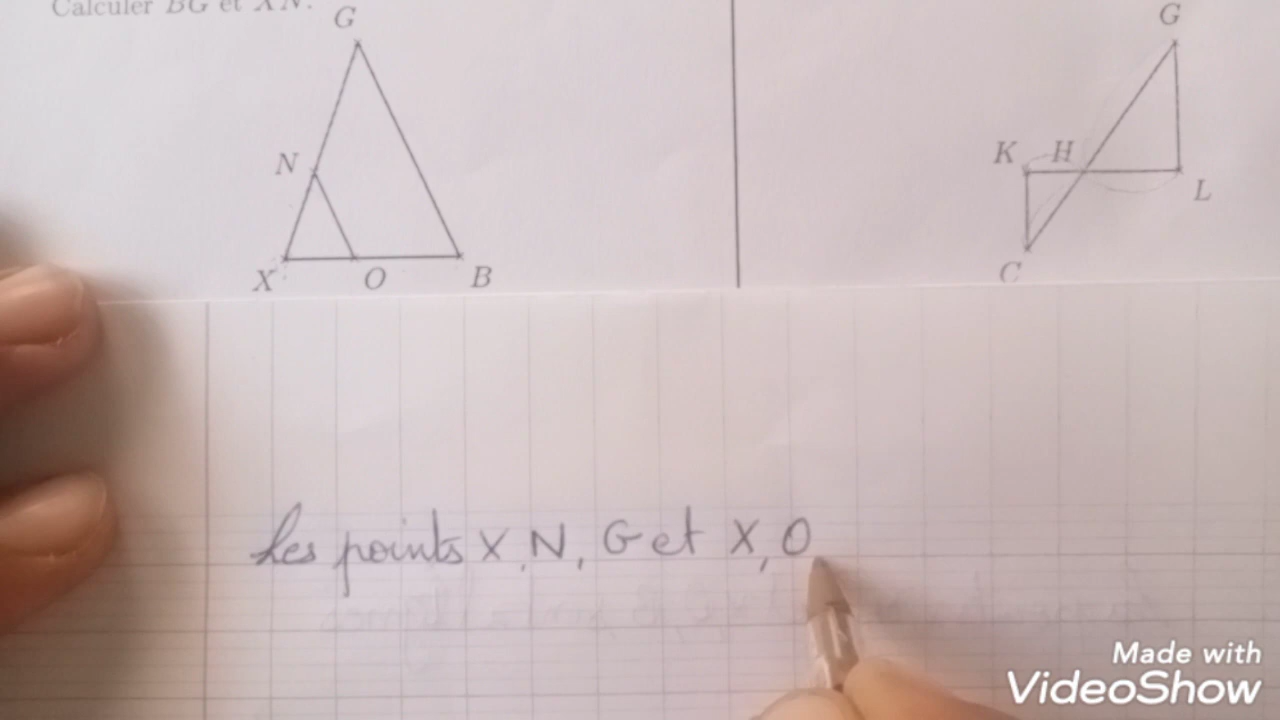 Calculer BG et XN.
G
N
X O B
G
K H
L
C
Les points X, N, G et X, O
Made with
VideoShow